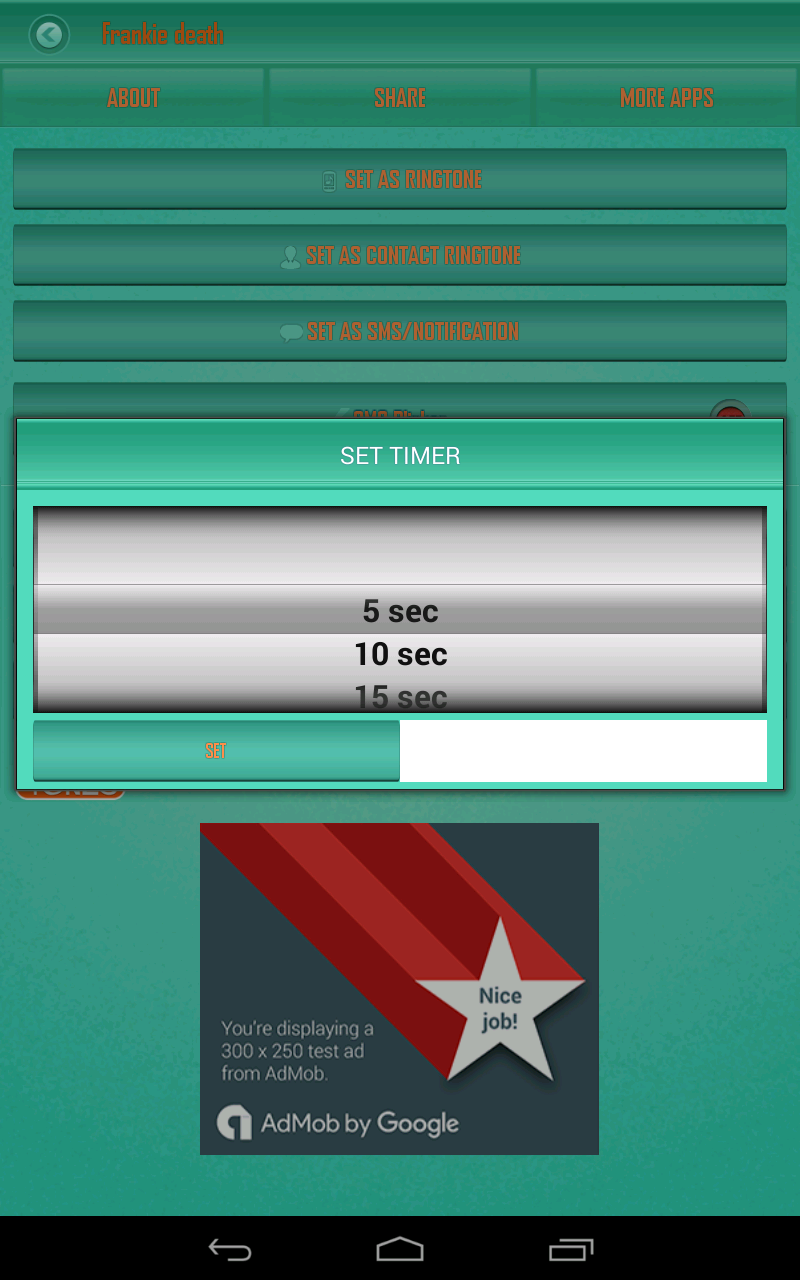 Frankie death
ABOUT
SHARE
MORE APPS
SET AS RINGTONE
SET AS CONTACT RINGTONE
SET AS SMS/NOTIFICATION
SET TIMER
5 sec
10 sec
15 sec
SET
Nice
job!
You're displaying a
300 x 250 test ad
from AdMob.
AdMob by Google